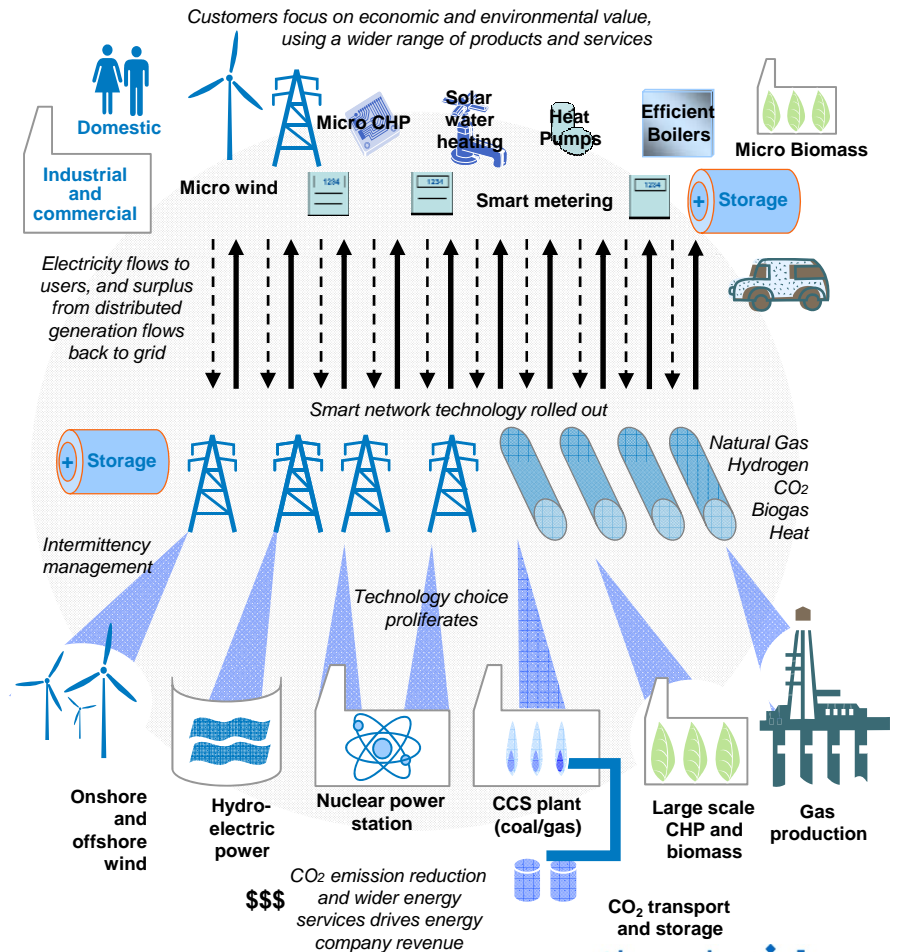 Customers focus on economic and environmental value,
using a wider range of products and services
Domestic
Industrial
and
commercial
Micro wind
Micro CHP
Solar
water
heating
Heat
Pumps
Efficient
Boilers
Micro Biomass
1234
1234
Smart metering
1234
+ Storage
Electricity flows to
users, and surplus
from distributed
generation flows
back to grid
Smart network technology rolled out
+ Storage
Natural Gas
Hydrogen
CO2
Biogas
Heat
Intermittency
management
Technology choice
proliferates
Onshore
and
offshore
wind
Hydro-
electric
power
Nuclear power
station
CCS plant
(coal/gas)
Large scale
CHP and
biomass
Gas
production
$$$
CO2 emission reduction
and wider energy
services drives energy
company revenue
CO2 transport
and storage